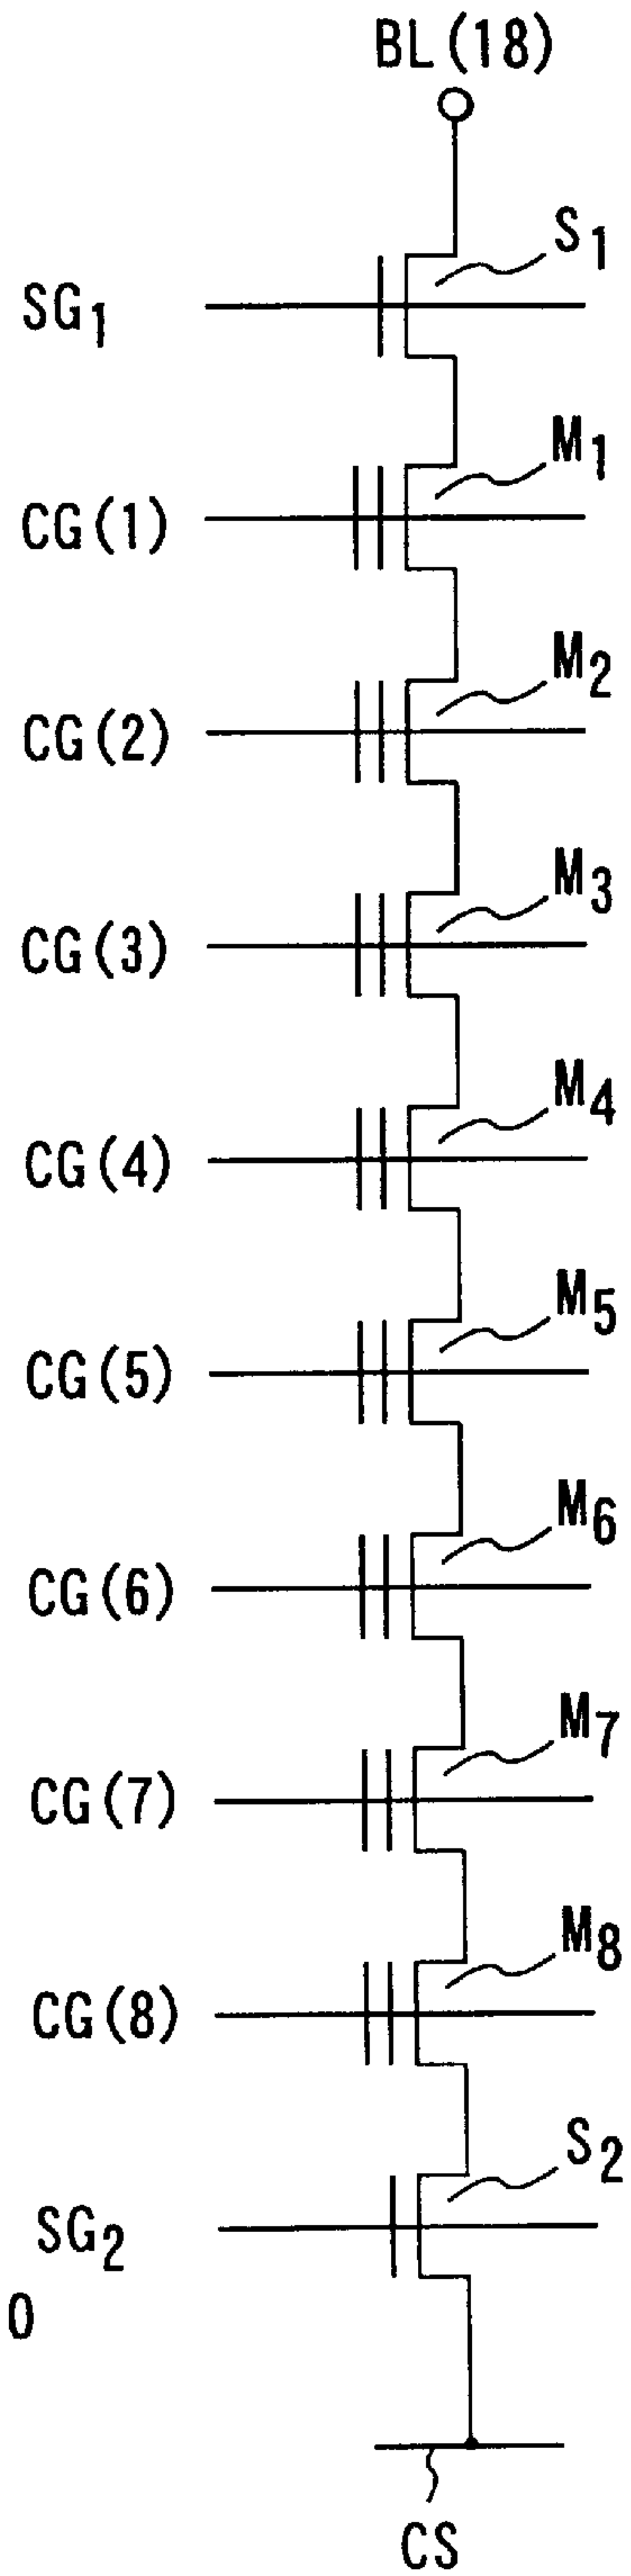 BL(18)
S1
SG1
M1
CG(1)
M2
CG(2)
M3
CG(3)
M4
CG(4)
M5
CG(5)
M6
CG(6)
M7
CG(7)
M8
CG(8)
S2
SG2
0
CS